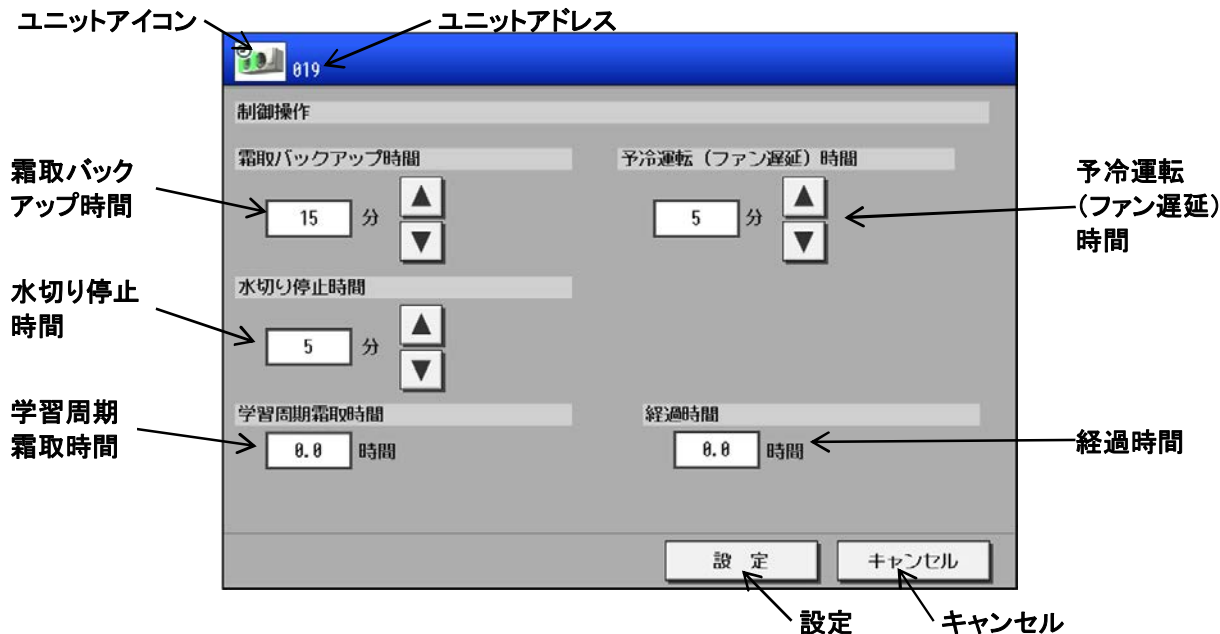 ユニットアイコン
ユニットアドレス
019
制御操作
霜取バックアップ時間
予冷運転（ファン遅延）時間
霜取バック
アップ時間
15 分
5 分
予冷運転
（ファン遅延）
時間
水切り停止時間
水切り停止
時間
5 分
学習周期霜取時間
経過時間
学習周期
霜取時間
0.0 時間
0.0 時間
経過時間
設 定
キャンセル
設定
キャンセル